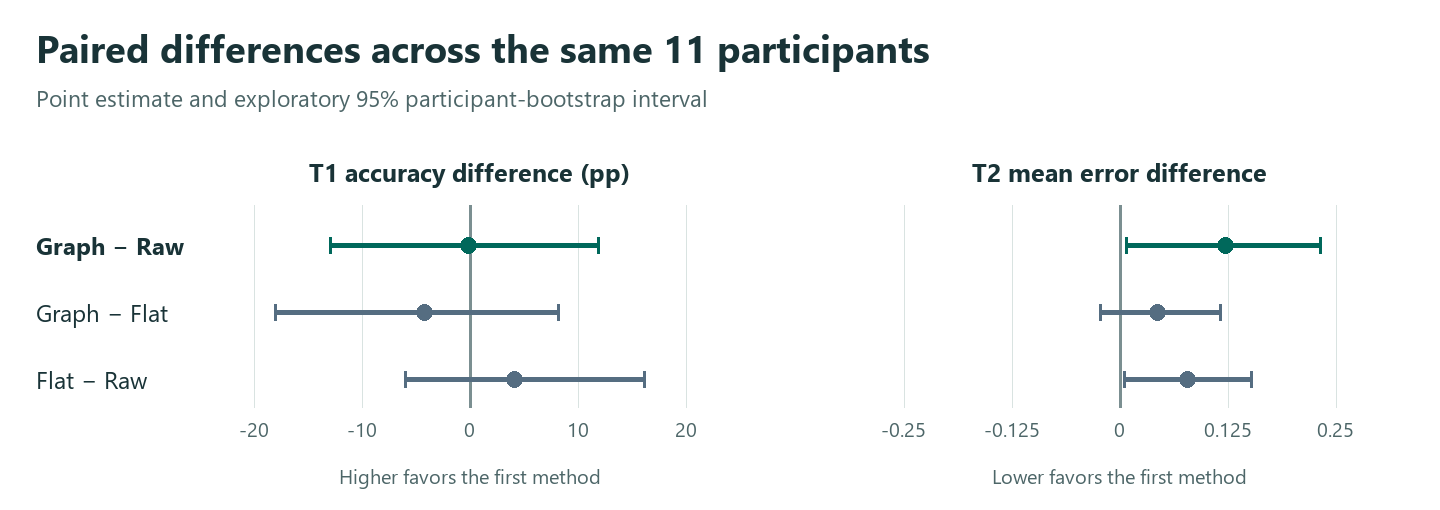 Paired differences across the same 11 participants
Point estimate and exploratory 95% participant-bootstrap interval
T1 accuracy difference (pp)
T2 mean error difference
Graph – Raw
Graph – Flat
Flat – Raw
-20 -10 0 10 20
-0.25 -0.125 0 0.125 0.25
Higher favors the first method
Lower favors the first method